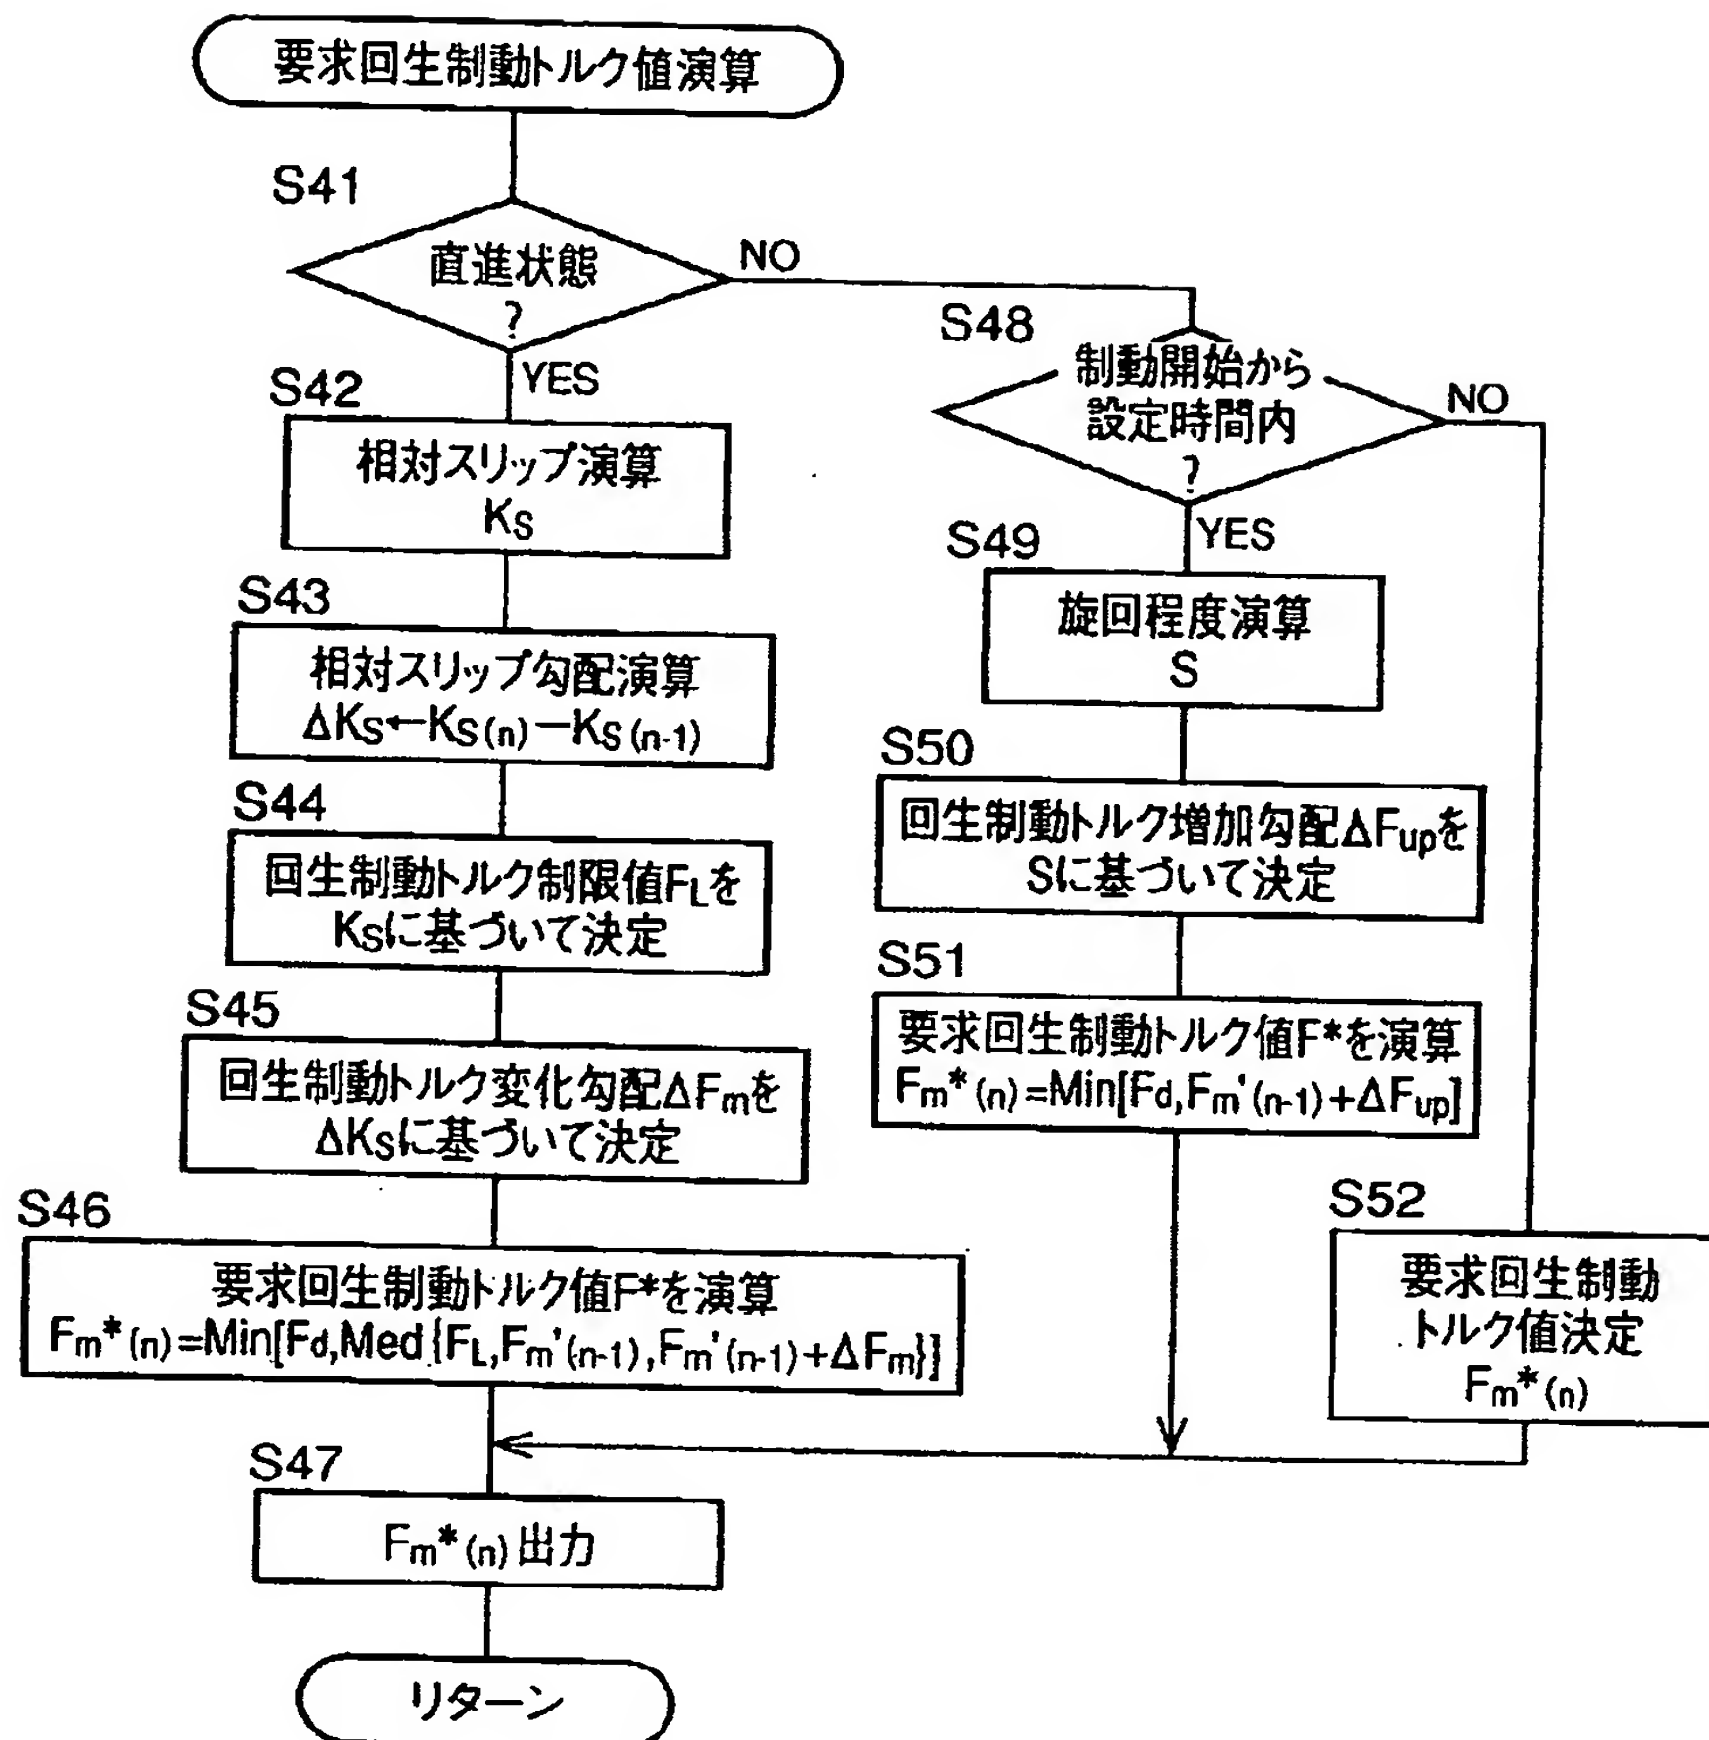 要求回生制動トルク値演算
S41
直進状態
?
NO
YES
S42
相対スリップ演算
KS
S43
相対スリップ勾配演算
ΔKS←KS(n)−KS(n-1)
S44
回生制動トルク制限値FLを
KSに基づいて決定
S45
回生制動トルク変化勾配ΔFmを
ΔKSに基づいて決定
S46
要求回生制動トルク値F*を演算
Fm*(n)=Min[Fd,Med{FL,Fm'(n-1),Fm'(n-1)+ΔFm}]
S47
Fm*(n)出力
リターン
S48
制動開始から
設定時間内
?
NO
YES
S49
旋回程度演算
S
S50
回生制動トルク増加勾配ΔFupを
Sに基づいて決定
S51
要求回生制動トルク値F*を演算
Fm*(n)=Min[Fd,Fm'(n-1)+ΔFup]
S52
要求回生制動
トルク値決定
Fm*(n)